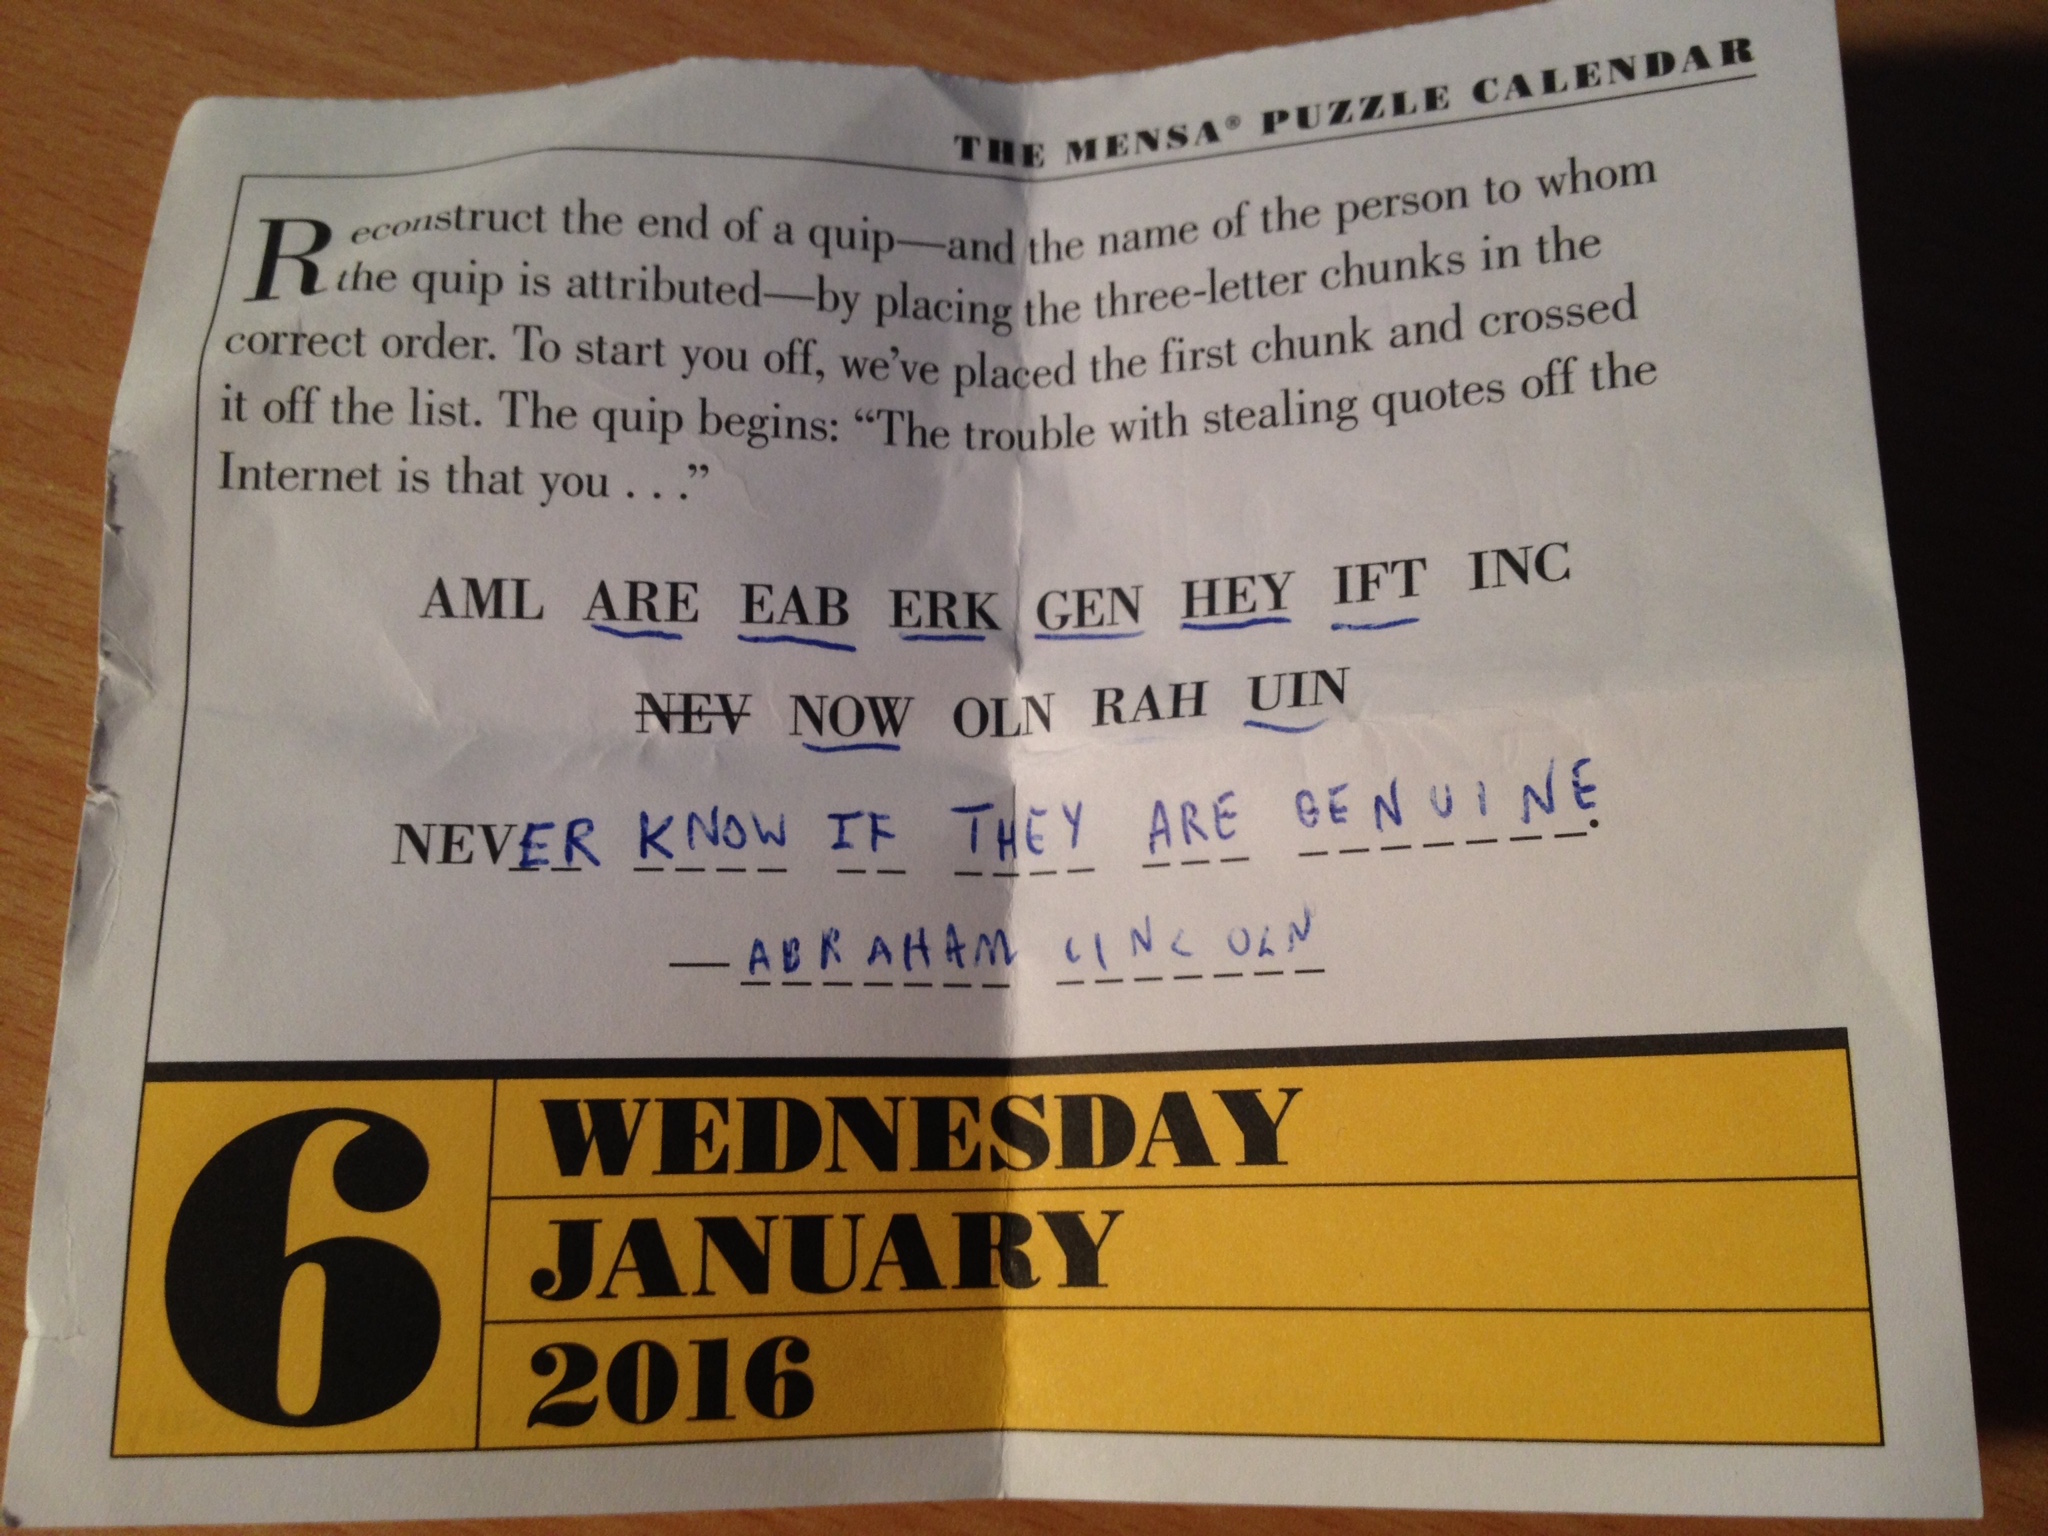 THE MENSA® PUZZLE CALENDAR
Reconstruct the end of a quip—and the name of the person to whom
the quip is attributed—by placing the three-letter chunks in the
correct order. To start you off, we've placed the first chunk and crossed
it off the list. The quip begins: “The trouble with stealing quotes off the
Internet is that you . . .”
AML ARE EAB ERK GEN HEY IFT INC
NEV NOW OLN RAH UIN
NEVER KNOW IF THEY ARE GENUINE.
—ABRAHAM LINCOLN
6
WEDNESDAY
JANUARY
2016